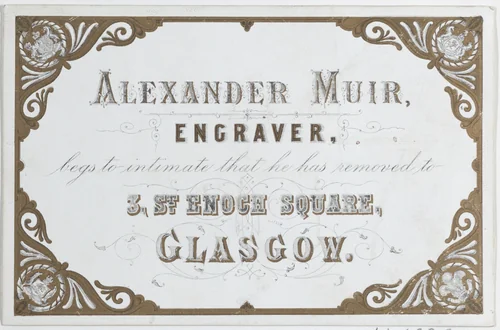 ALEXANDER MUIR,
ENGRAVER,
begs to intimate that he has removed to
3, ST ENOCH SQUARE,
GLASGOW.